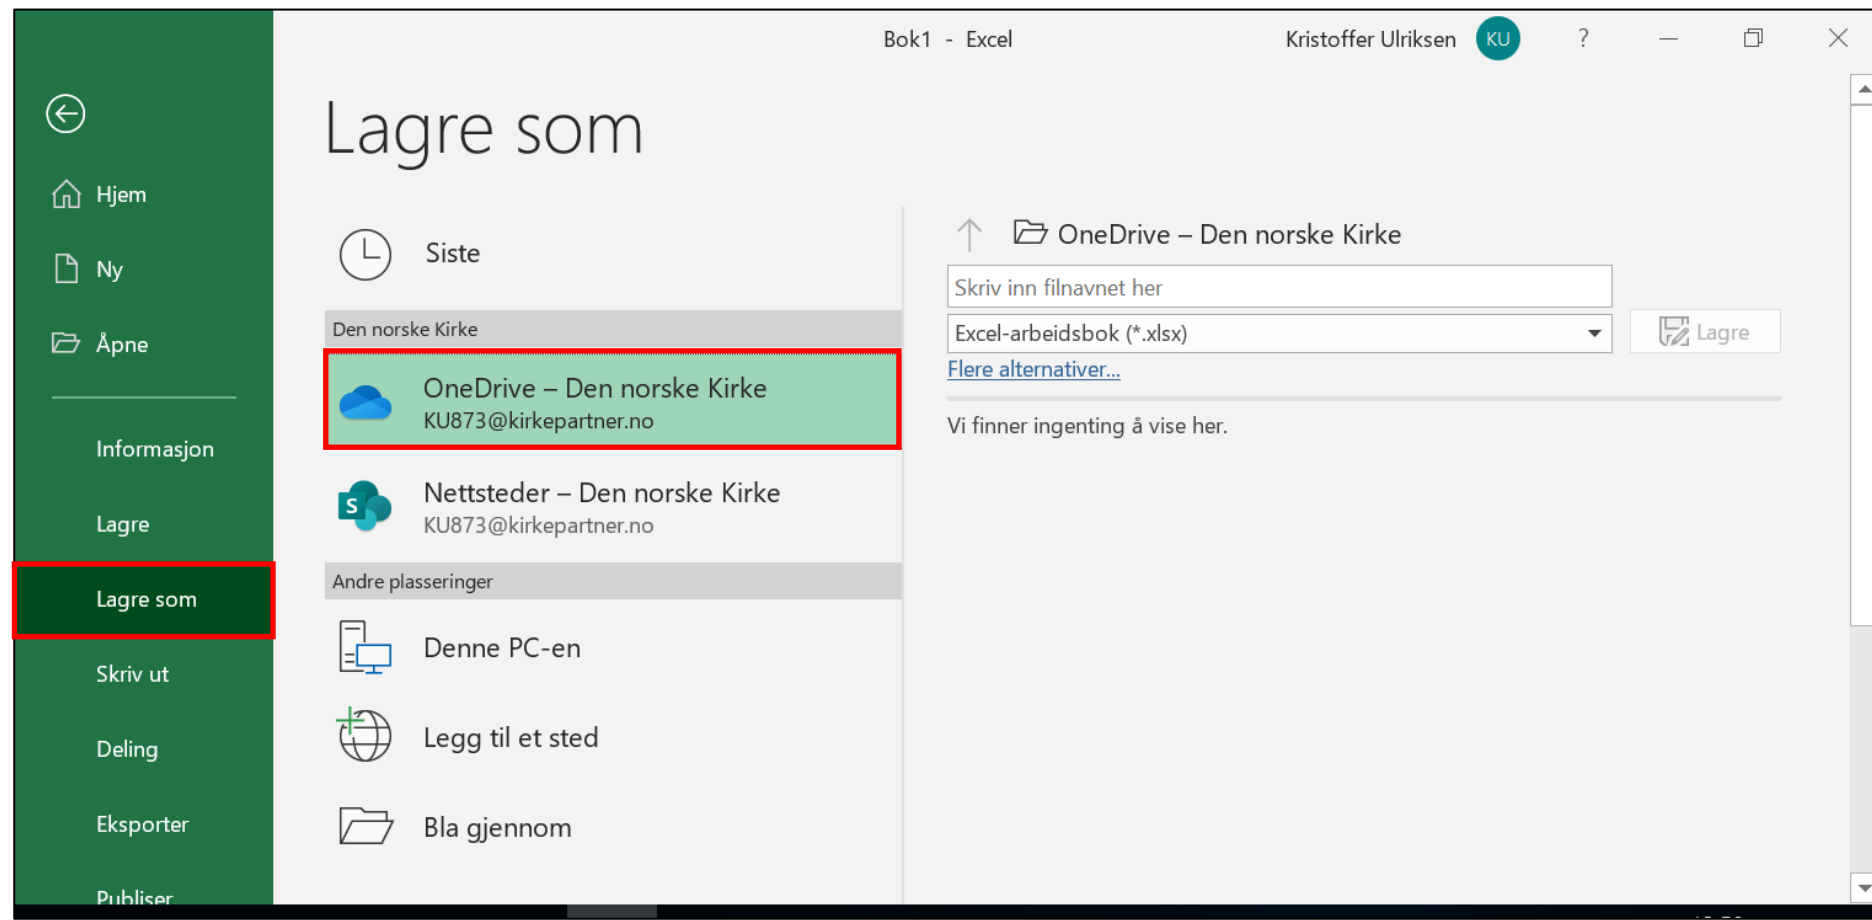 Bok1 - Excel
Kristoffer Ulriksen KU ?
Hjem
Ny
Åpne
Informasjon
Lagre
Lagre som
Skriv ut
Deling
Eksporter
Publiser
Lagre som
Siste
Den norske Kirke
OneDrive – Den norske Kirke
KU873@kirkepartner.no
S
Nettsteder – Den norske Kirke
KU873@kirkepartner.no
Andre plasseringer
Denne PC-en
Legg til et sted
Bla gjennom
OneDrive – Den norske Kirke
Skriv inn filnavnet her
Excel-arbeidsbok (*.xlsx)
Lagre
Flere alternativer...
Vi finner ingenting å vise her.